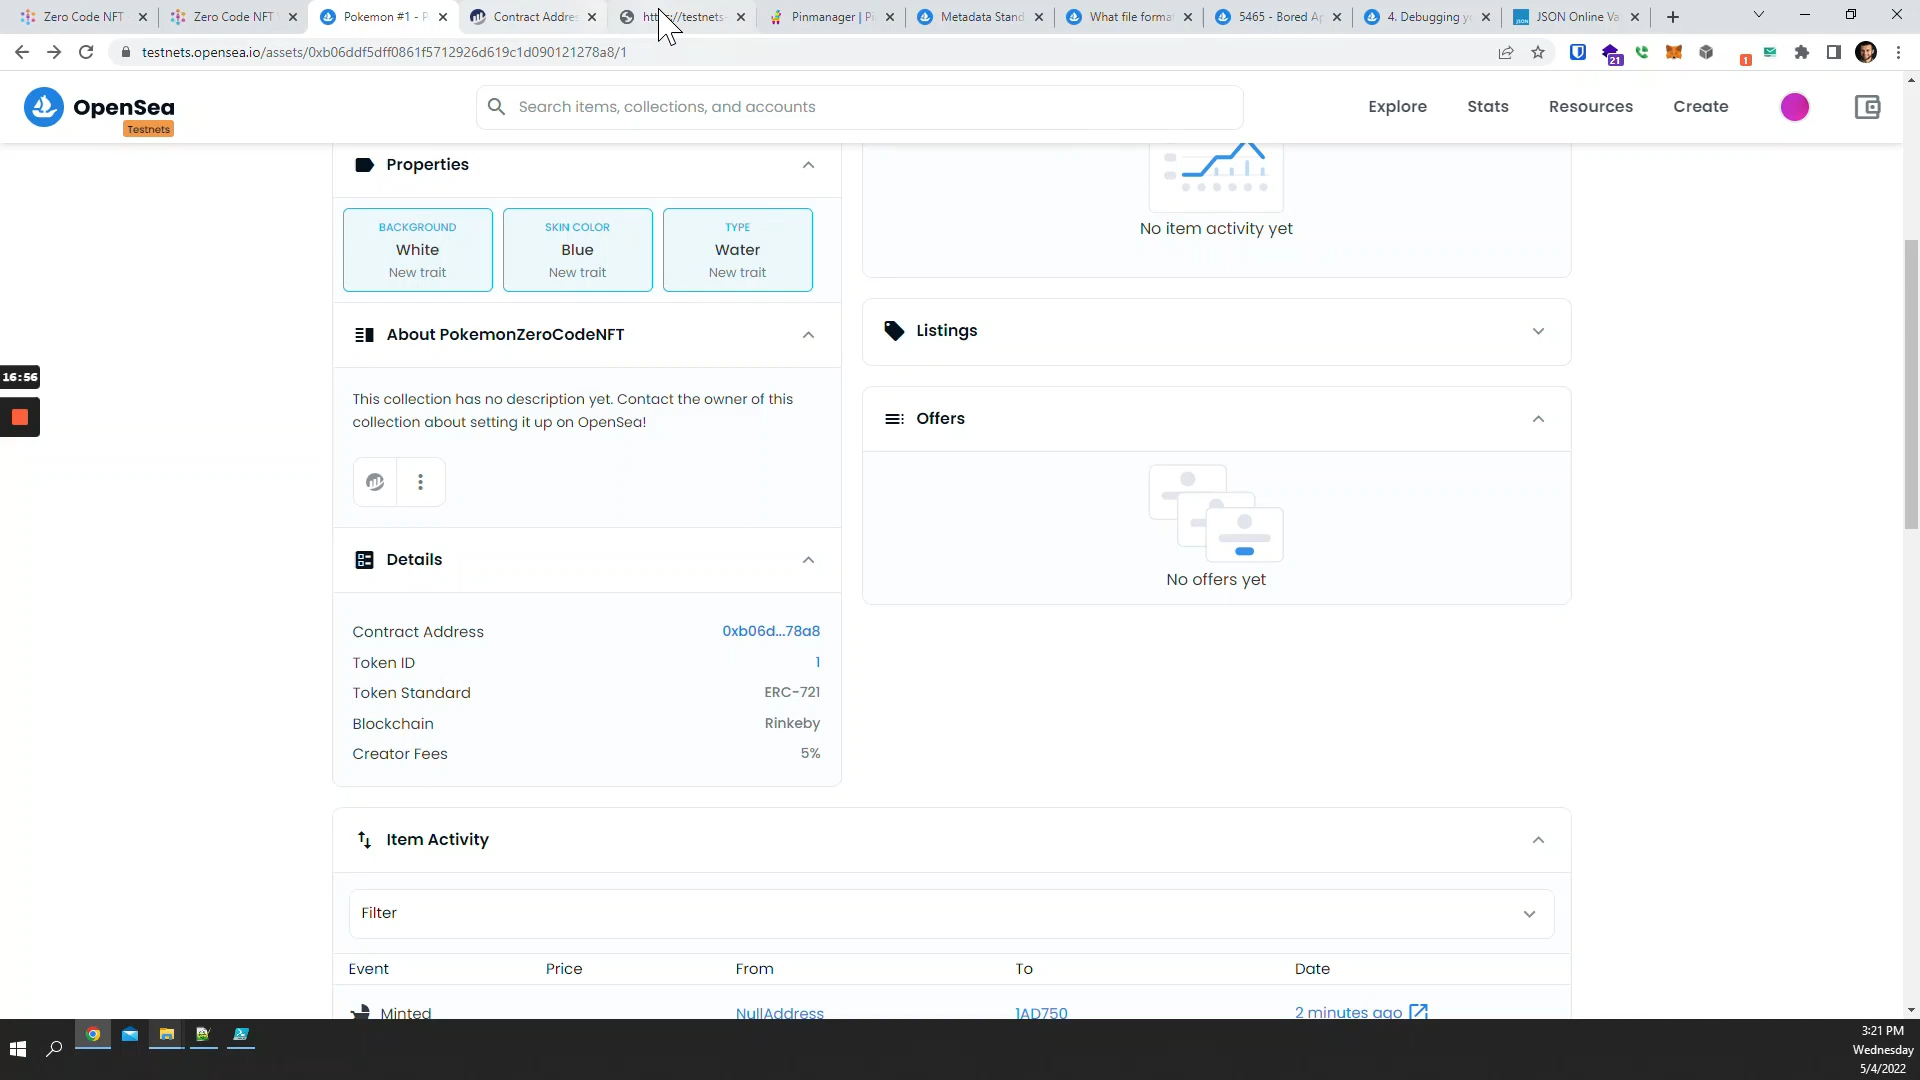 Zero Code NFT
Zero Code NFT
Pokemon #1 - P
Contract Addre
Pinmanager |
Metadata Stand
What file forma
5465 - Bored A
4. Debugging y
JSON Online Va
testnets.opensea.io/assets/0xb06ddf5dff0861f5712926d619c1d090121278a8/1
21
1
OpenSea
Testnets
Search items, collections, and accounts
Explore
Stats
Resources
Create
Properties
BACKGROUND
White
New trait
SKIN COLOR
Blue
New trait
TYPE
Water
New trait
No item activity yet
About PokemonZeroCodeNFT
Listings
16:56
This collection has no description yet. Contact the owner of this
collection about setting it up on OpenSea!
Offers
No offers yet
Details
Contract Address
0xb06d...78a8
Token ID
1
Token Standard
ERC-721
Blockchain
Rinkeby
Creator Fees
5%
Item Activity
Filter
Event
Price
From
To
Date
Minted
NullAddress
1AD750
2 minutes ago
3:21 PM
Wednesday
5/4/2022